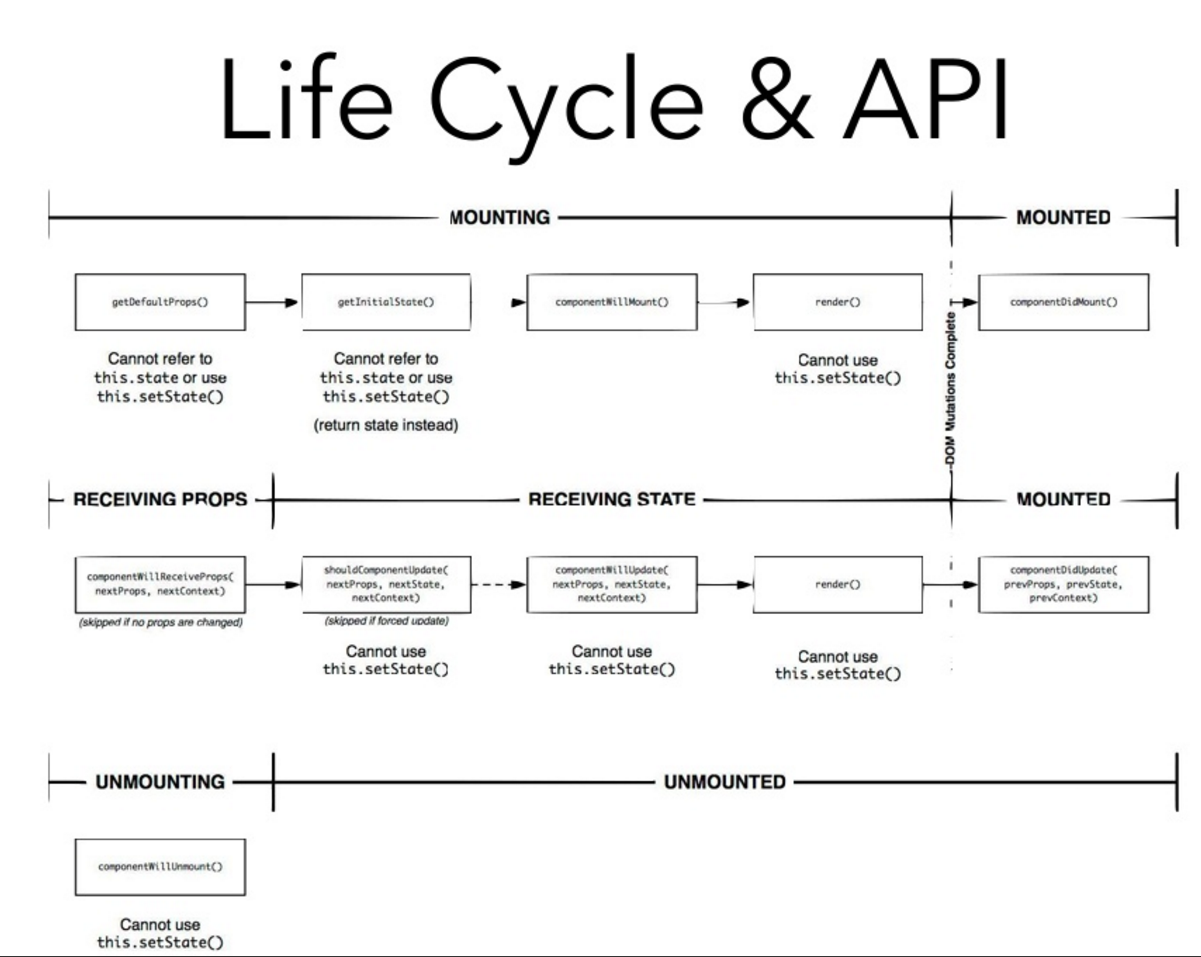 Life Cycle & API
MOUNTING
MOUNTED
getDefaultProps()
getInitialState()
componentWillMount()
render()
componentDidMount()
Cannot refer to
this.state or use
this.setState()
Cannot refer to
this.state or use
this.setState()
(return state instead)
Cannot use
this.setState()
DOM Mutations Complete
RECEIVING PROPS
RECEIVING STATE
MOUNTED
componentWillReceiveProps(
nextProps, nextContext)
(skipped if no props are changed)
shouldComponentUpdate(
nextProps, nextState,
nextContext)
(skipped if forced update)
Cannot use
this.setState()
componentWillUpdate(
nextProps, nextState,
nextContext)
Cannot use
this.setState()
render()
Cannot use
this.setState()
componentDidUpdate(
prevProps, prevState,
prevContext)
UNMOUNTING
UNMOUNTED
componentWillUnmount()
Cannot use
this.setState()